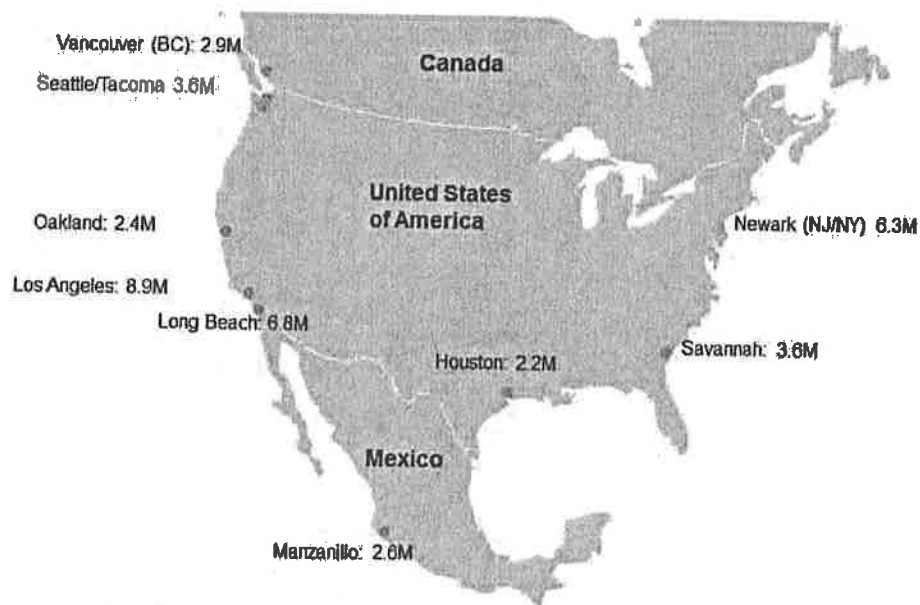 Vancouver (BC): 2.9M
Canada
Seattle/Tacoma 3.6M
United States
of America
Oakland: 2.4M
Newark (NJ/NY) 6.3M
Los Angeles: 8.9M
Long Beach: 6.8M
Houston: 2.2M
Savannah: 3.6M
Mexico
Manzanillo: 2.6M